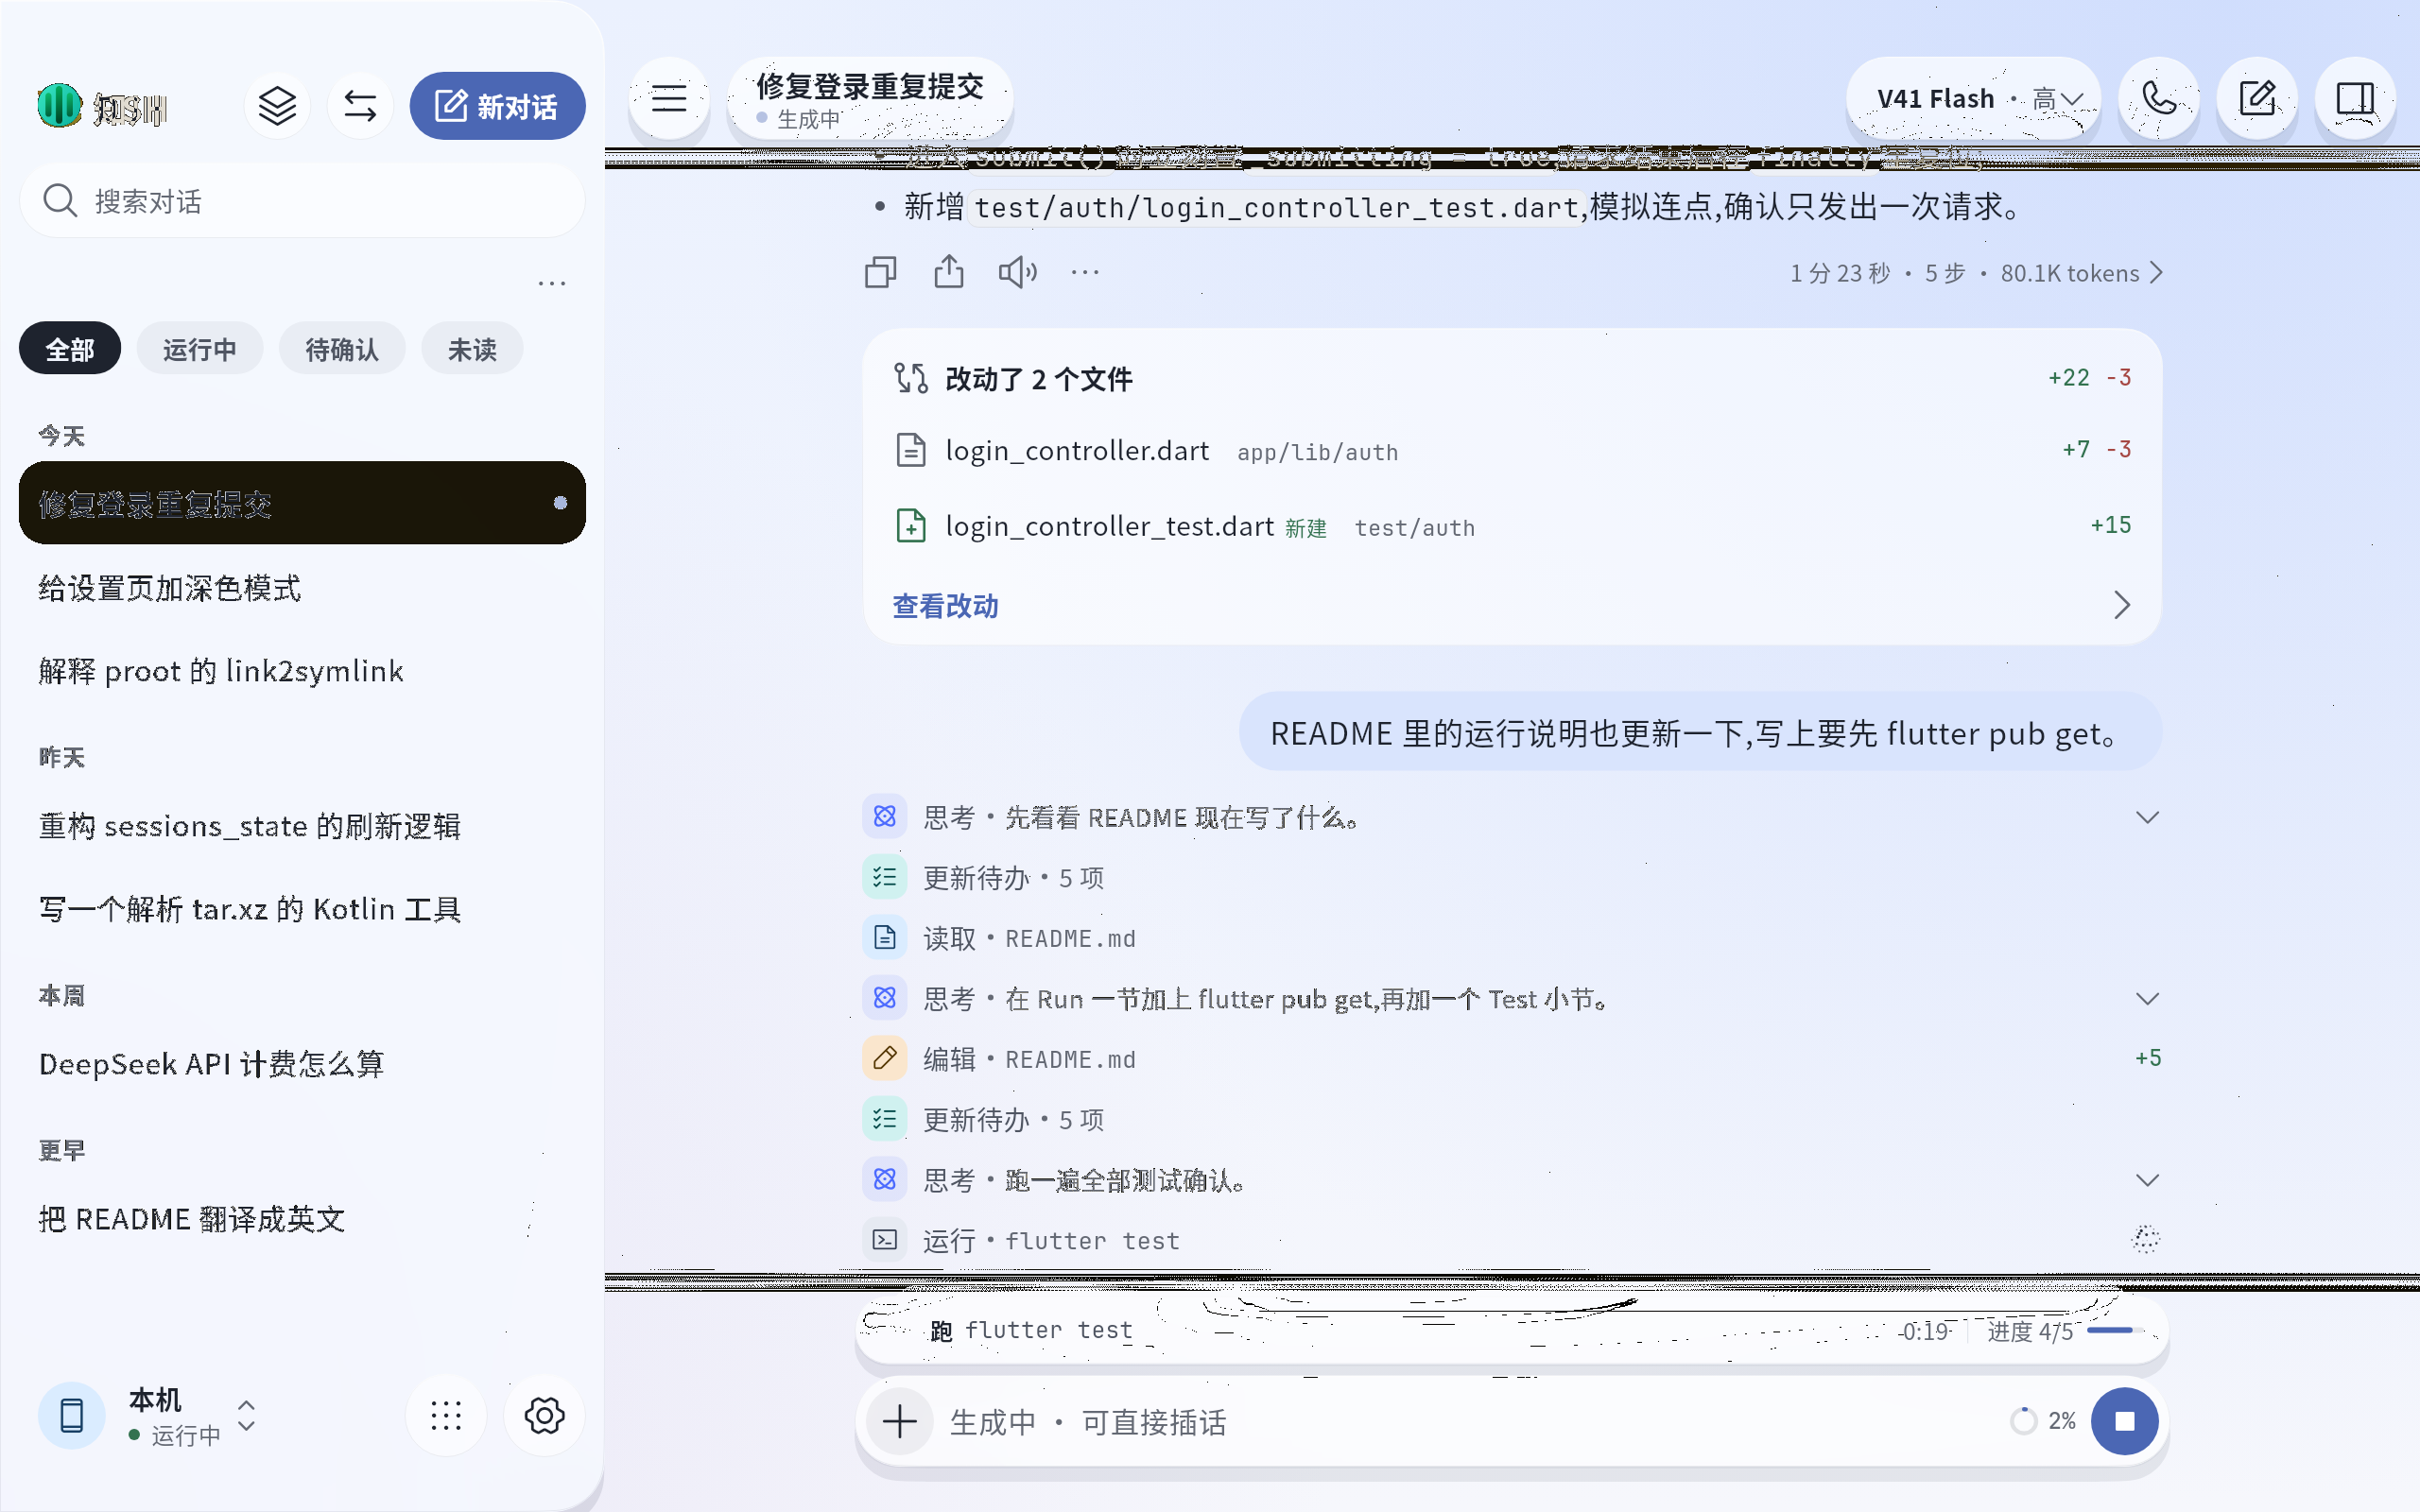 新对话
搜索对话
全部
运行中
待确认
未读
今天
修复登录重复提交
给设置页加深色模式
解释 proot 的 link2symlink
昨天
重构 sessions_state 的刷新逻辑
写一个解析 tar.xz 的 Kotlin 工具
本周
DeepSeek API 计费怎么算
更早
把 README 翻译成英文
本机
运行中
修复登录重复提交
生成中
V41 Flash · 高
submit() _submitting = true finally
新增 test/auth/login_controller_test.dart,模拟连点,确认只发出一次请求。
1 分 23 秒 · 5 步 · 80.1K tokens
改动了 2 个文件 +22 -3
login_controller.dart app/lib/auth +7 -3
login_controller_test.dart 新建 test/auth +15
查看改动
README 里的运行说明也更新一下,写上要先 flutter pub get。
思考 · 先看看 README 现在写了什么。
更新待办 · 5 项
读取 · README.md
思考 · 在 Run 一节加上 flutter pub get,再加一个 Test 小节。
编辑 · README.md +5
更新待办 · 5 项
思考 · 跑一遍全部测试确认。
运行 · flutter test
跑 flutter test 0:19 进度 4/5
生成中 · 可直接插话 2%